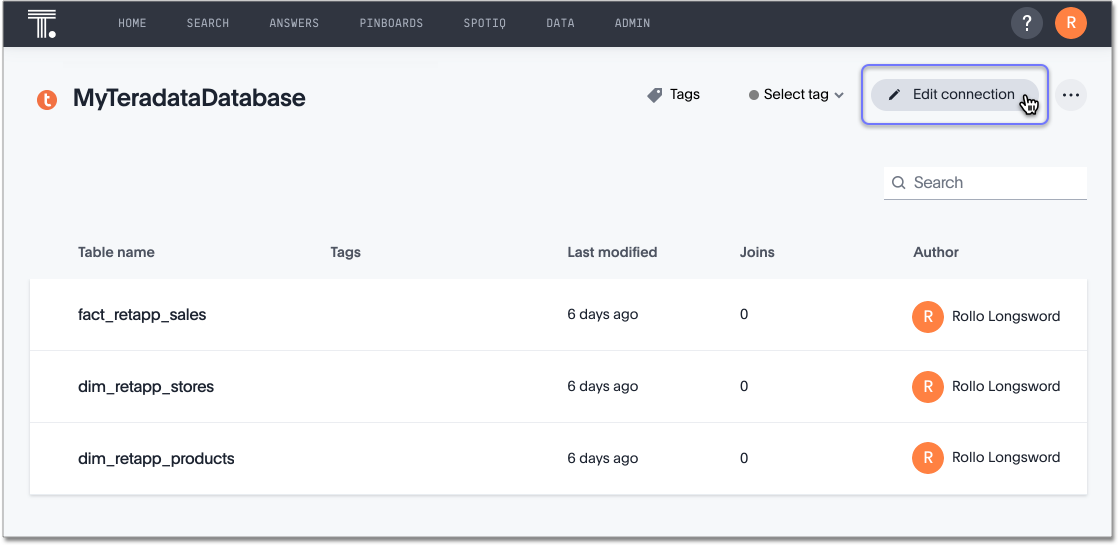 T. HOME SEARCH ANSWERS PINBOARDS SPOTIQ DATA ADMIN ? R
t MyTeradataDatabase Tags Select tag Edit connection ...
Search
Table name Tags Last modified Joins Author
fact_retapp_sales 6 days ago 0 R Rollo Longsword
dim_retapp_stores 6 days ago 0 R Rollo Longsword
dim_retapp_products 6 days ago 0 R Rollo Longsword